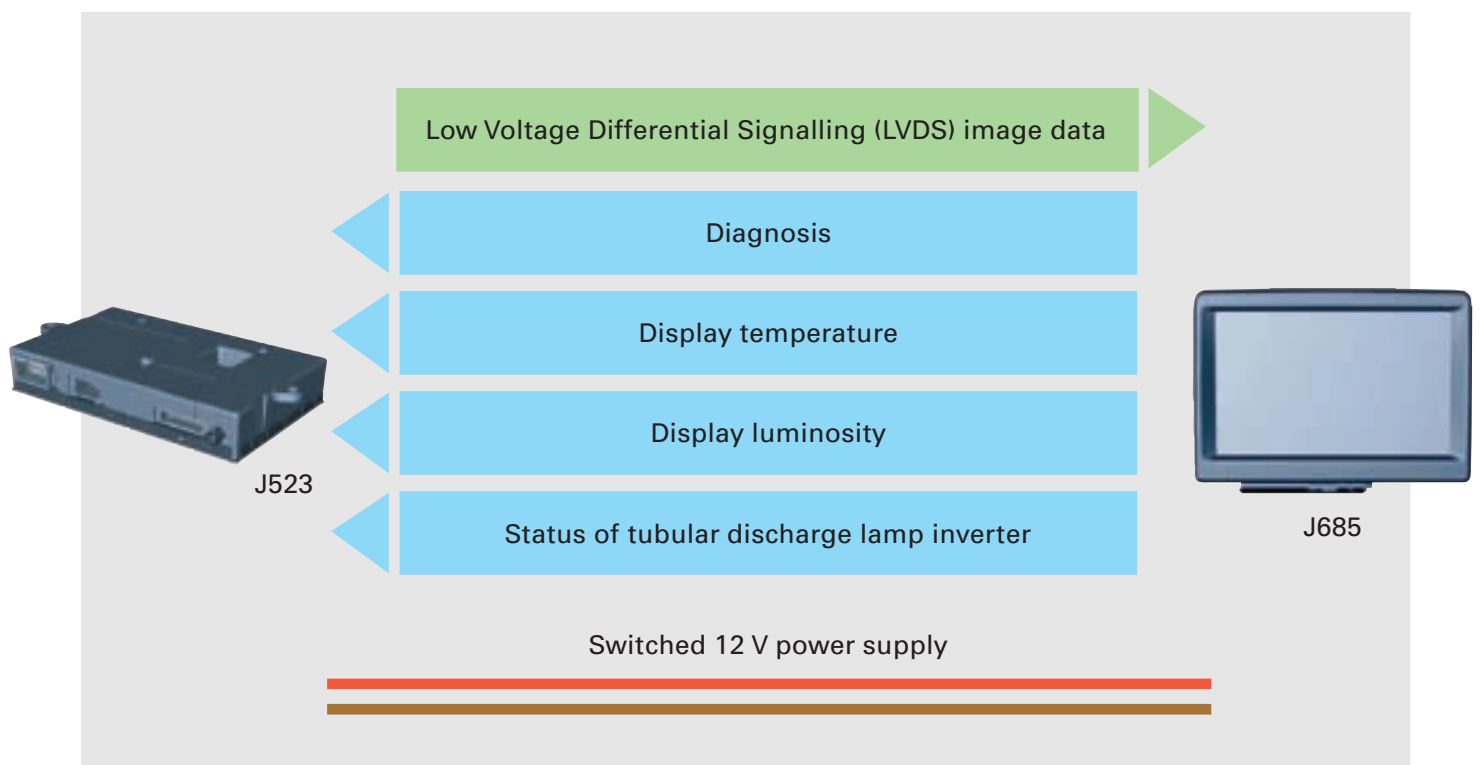 Low Voltage Differential Signalling (LVDS) image data
Diagnosis
Display temperature
Display luminosity
J523
Status of tubular discharge lamp inverter
J685
Switched 12 V power supply